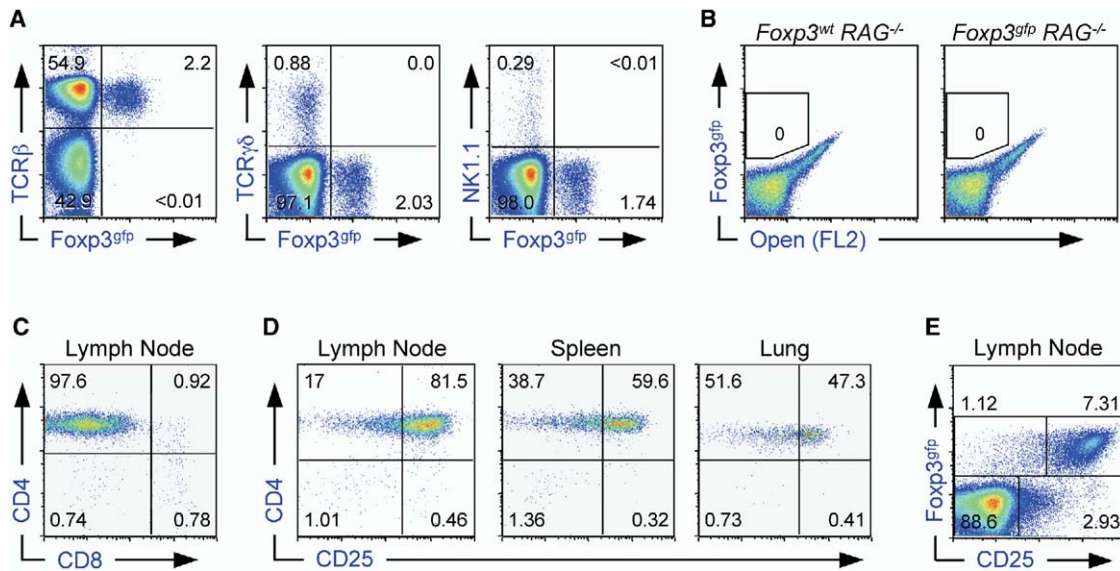 A
54.9 2.2
TCRβ
42.9 <0.01
Foxp3gfp
0.88 0.0
TCRγδ
97.1 2.03
Foxp3gfp
0.29 <0.01
NK1.1
98.0 1.74
Foxp3gfp
B
Foxp3wt RAG-/- Foxp3gfp RAG-/-
Foxp3gfp
0 0
Open (FL2)
C
Lymph Node
97.6 0.92
CD4
0.74 0.78
CD8
D
Lymph Node Spleen Lung
17 81.5 38.7 59.6 51.6 47.3
CD4
1.01 0.46 1.36 0.32 0.73 0.41
CD25
E
Lymph Node
1.12 7.31
Foxp3gfp
88.6 2.93
CD25